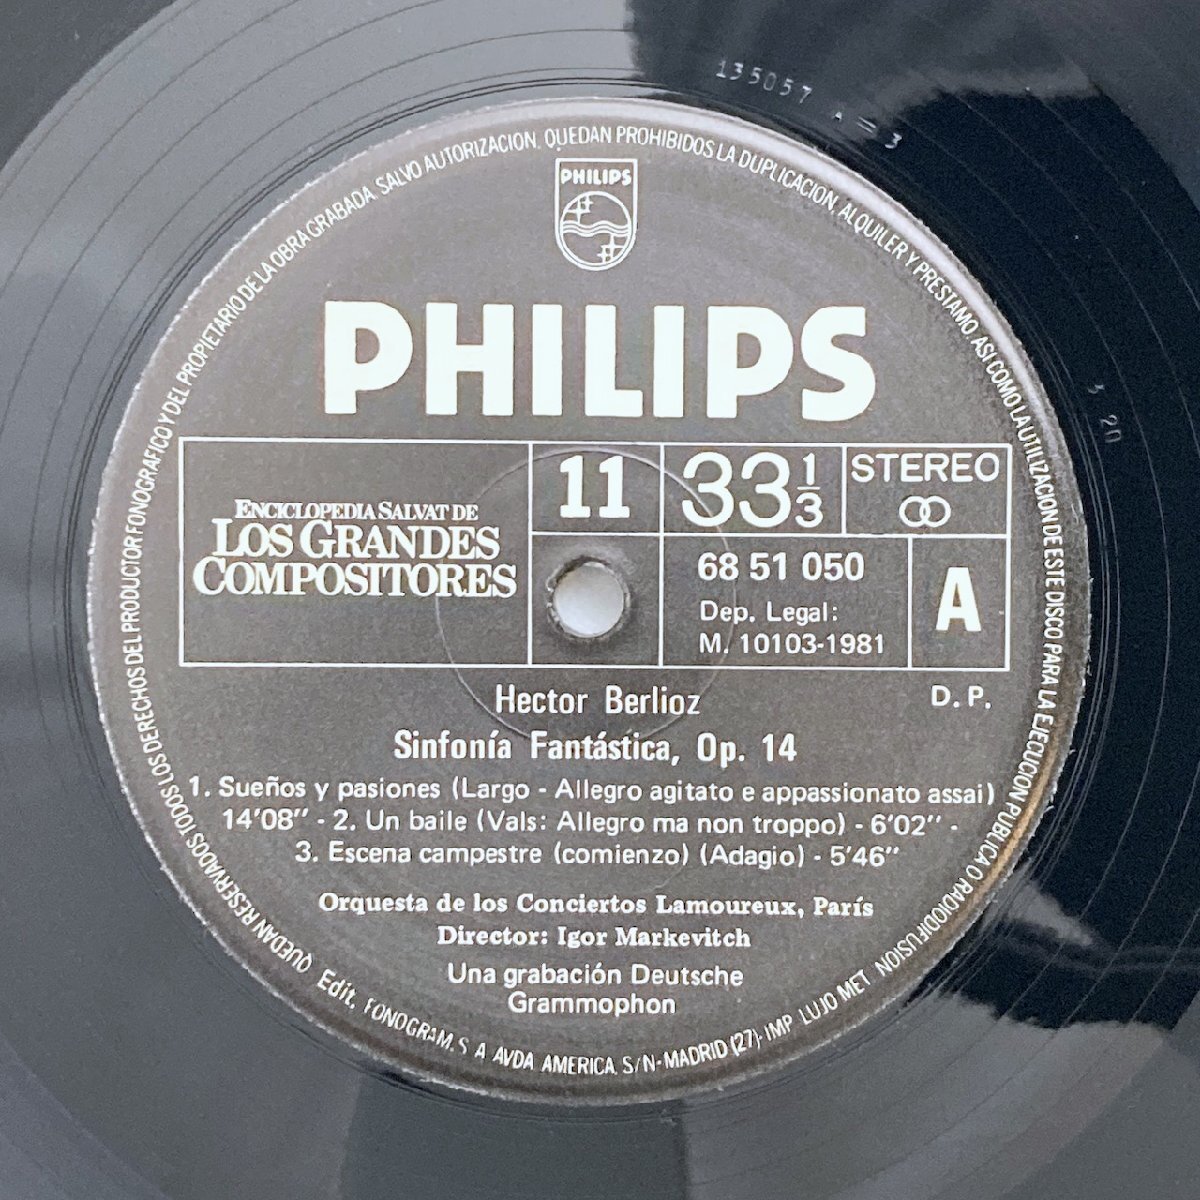 135057 A = 3
QUEDAN RESERVADOS TODOS LOS DERECHOS DEL PRODUCTOR FONOGRAFICO Y DEL PROPIETARIO DE LA OBRA GRABADA. SALVO AUTORIZACION, QUEDAN PROHIBIDOS LA DUPLICACION, ALQUILER Y PRESTAMO, ASI COMO LA UTILIZACION DE ESTE DISCO PARA LA EJECUCION PUBLICA O RADIODIFUSION
PHILIPS
PHILIPS
3 20
ENCICLOPEDIA SALVAT DE
LOS GRANDES
COMPOSITORES
11
33 1/3
STEREO
68 51 050
Dep. Legal:
M. 10103-1981
A
Hector Berlioz
D.P.
Sinfonía Fantástica, Op. 14
1. Sueños y pasiones (Largo - Allegro agitato e appassionato assai)
14'08'' - 2. Un baile (Vals: Allegro ma non troppo) - 6'02'' -
3. Escena campestre (comienzo) (Adagio) - 5'46''
Orquesta de los Conciertos Lamoureux, París
Director: Igor Markevitch
Una grabación Deutsche
Grammophon
Edit. FONOGRAM, S A AVDA AMERICA, S/N-MADRID (27)-IMP LUJO MET